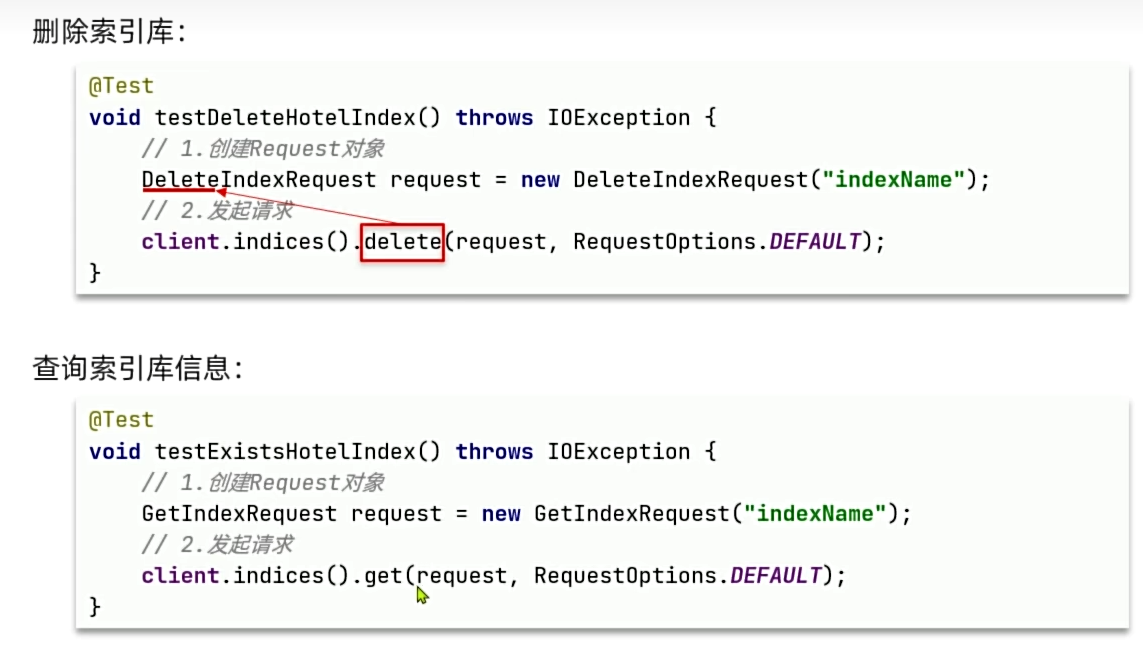 删除索引库：
@Test
void testDeleteHotelIndex() throws IOException {
// 1.创建Request对象
DeleteIndexRequest request = new DeleteIndexRequest("indexName");
// 2.发起请求
client.indices().delete(request, RequestOptions.DEFAULT);
}
查询索引库信息：
@Test
void testExistsHotelIndex() throws IOException {
// 1.创建Request对象
GetIndexRequest request = new GetIndexRequest("indexName");
// 2.发起请求
client.indices().get(request, RequestOptions.DEFAULT);
}